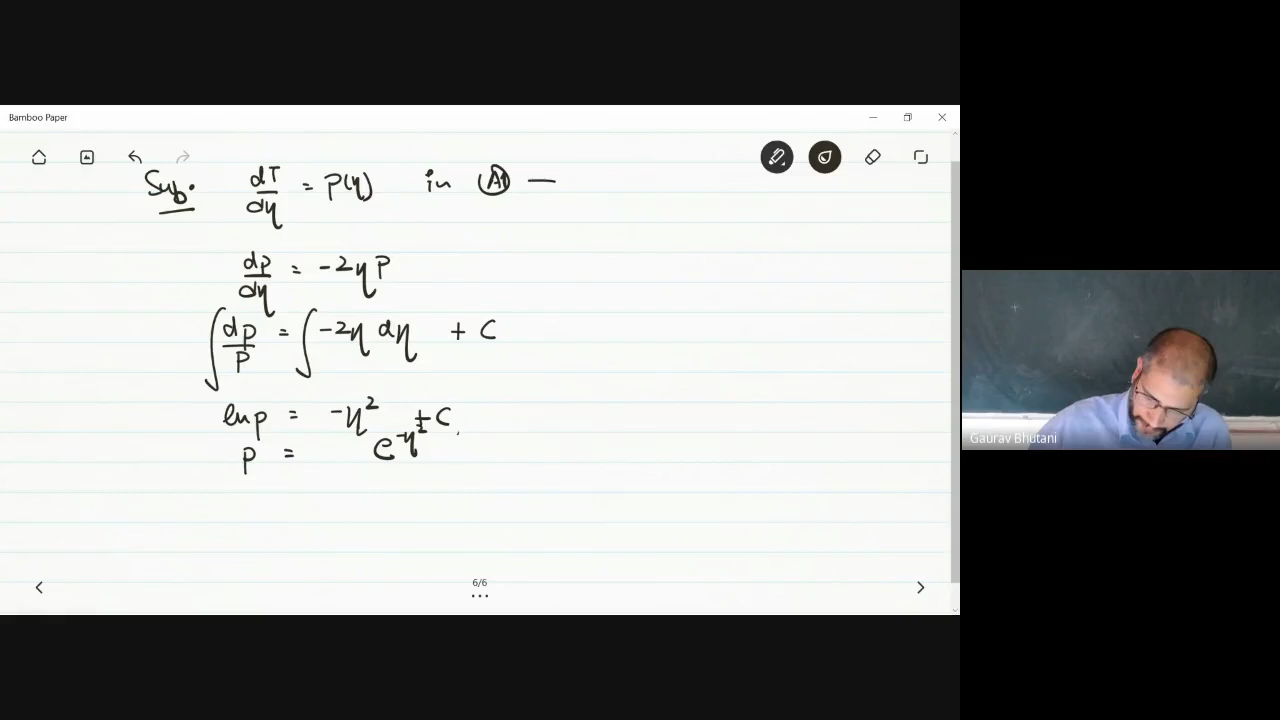 Bamboo Paper
Sub. dT/dη = P(η) in (A) —
dp/dη = -2ηP
∫ dp/P = ∫ -2η dη + C
ln p = -η² + C
p = e^-η²
Gaurav Bhutani
6/6